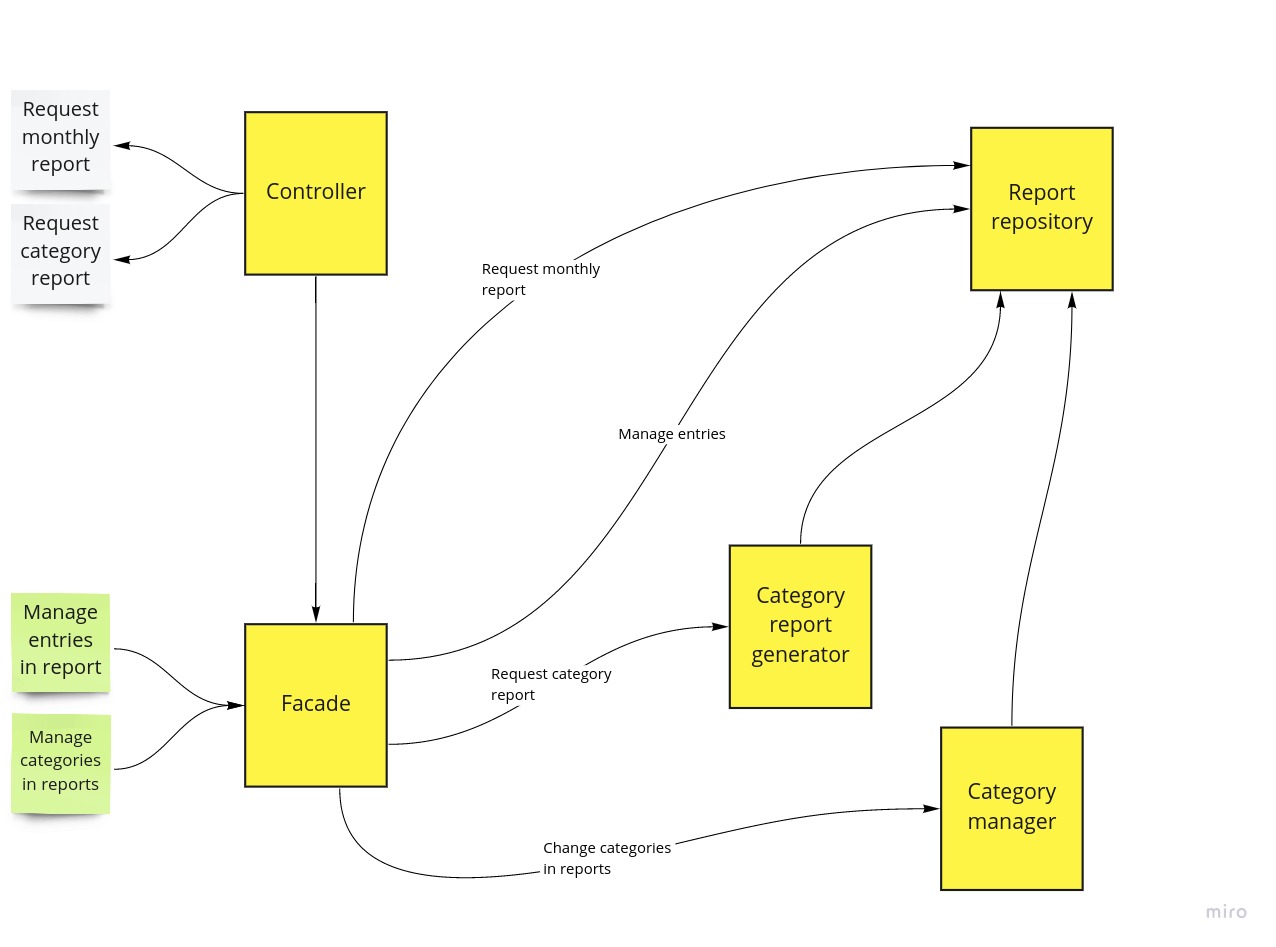 Request
monthly
report
Request
category
report
Controller
Report
repository
Request monthly
report
Manage entries
Manage
entries
in report
Manage
categories
in reports
Facade
Request category
report
Category
report
generator
Change categories
in reports
Category
manager
miro